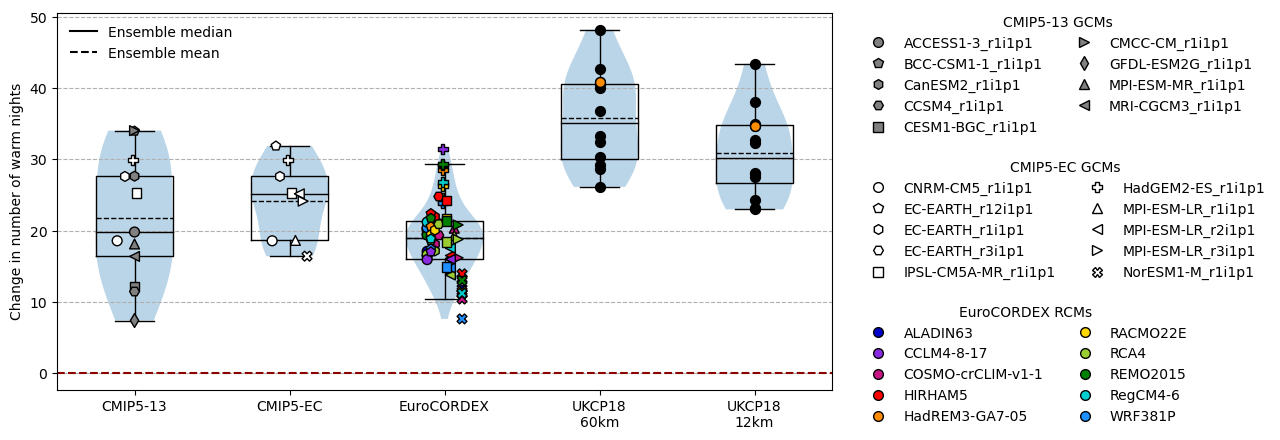 Change in number of warm nights
50
40
30
20
10
0
Ensemble median
Ensemble mean
CMIP5-13
CMIP5-EC
EuroCORDEX
UKCP18
60km
UKCP18
12km
CMIP5-13 GCMs
ACCESS1-3_r1i1p1
BCC-CSM1-1_r1i1p1
CanESM2_r1i1p1
CCSM4_r1i1p1
CESM1-BGC_r1i1p1
CMCC-CM_r1i1p1
GFDL-ESM2G_r1i1p1
MPI-ESM-MR_r1i1p1
MRI-CGCM3_r1i1p1
CMIP5-EC GCMs
CNRM-CM5_r1i1p1
EC-EARTH_r12i1p1
EC-EARTH_r1i1p1
EC-EARTH_r3i1p1
IPSL-CM5A-MR_r1i1p1
HadGEM2-ES_r1i1p1
MPI-ESM-LR_r1i1p1
MPI-ESM-LR_r2i1p1
MPI-ESM-LR_r3i1p1
NorESM1-M_r1i1p1
EuroCORDEX RCMs
ALADIN63
CCLM4-8-17
COSMO-crCLIM-v1-1
HIRHAM5
HadREM3-GA7-05
RACMO22E
RCA4
REMO2015
RegCM4-6
WRF381P